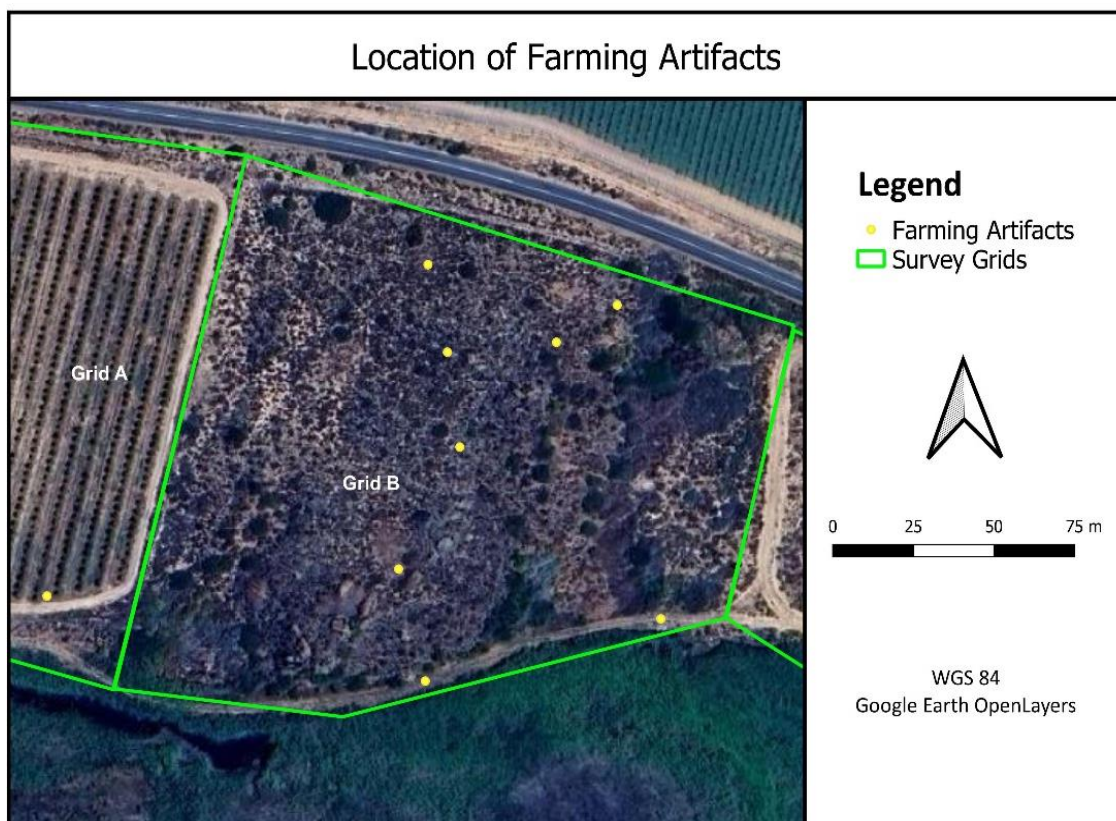 Location of Farming Artifacts
Legend
Farming Artifacts
Survey Grids
Grid A
Grid B
0 25 50 75 m
WGS 84
Google Earth OpenLayers